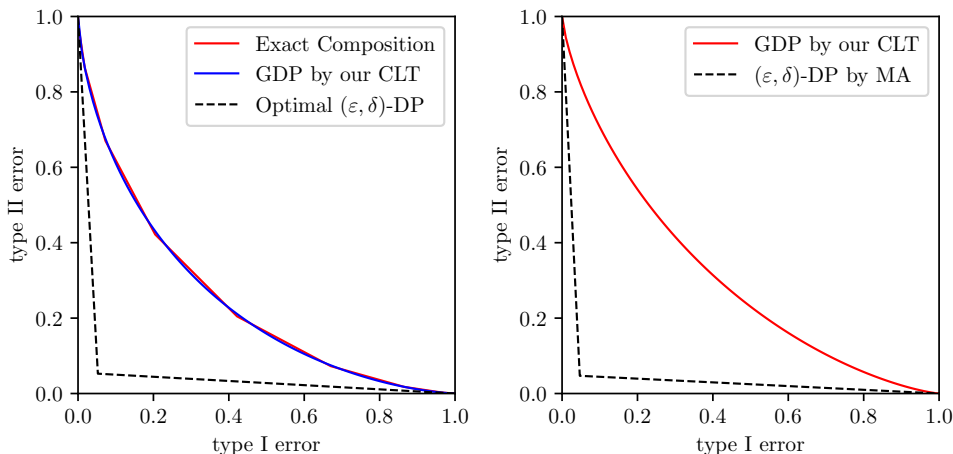 Exact Composition
GDP by our CLT
Optimal (ε, δ)-DP
1.0
0.8
0.6
0.4
0.2
0.0
type II error
0.0 0.2 0.4 0.6 0.8 1.0
type I error
GDP by our CLT
(ε, δ)-DP by MA
1.0
0.8
0.6
0.4
0.2
0.0
type II error
0.0 0.2 0.4 0.6 0.8 1.0
type I error